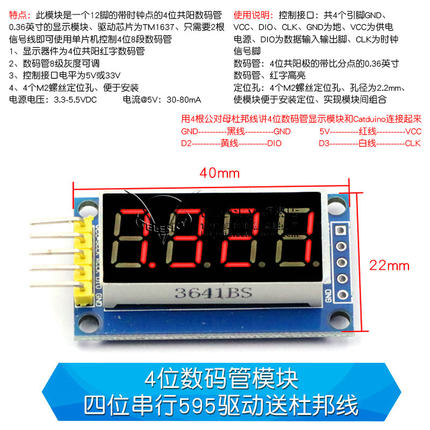 特点：此模块是一个12脚的带时钟点的4位共阳数码管
0.36英寸的显示模块、驱动芯片为TM1637、只需要2根
信号线即可使用单片机控制4位8段数码管
1、显示器件为4位共阳红字数码管
2、数码管8级灰度可调
3、控制接口电平为5V或33V
4、4个M2螺丝定位孔、便于安装
电源电压：3.3-5.5VDC 电流@5V：30-80mA
使用说明：控制接口：共4个引脚GND、
VCC、DIO、CLK、GND为地、VCC为供电
电源、DIO为数据输入输出脚、CLK为时钟
信号脚
数码管：4位共阳极的带比分点的0.36英寸
数码管、红字高亮
定位孔：4个M2螺丝定位孔、孔径为2.2mm、
使模块便于安装定位、实现模块间组合
用4根公对母杜邦线讲4位数码管显示模块和Catduino连接起来
GND--------黑线--------GND 5V--------红线--------VCC
D2--------黄线--------DIO D3--------白线--------CLK
40mm
22mm
3641BS
GND
4位数码管模块
四位串行595驱动送杜邦线